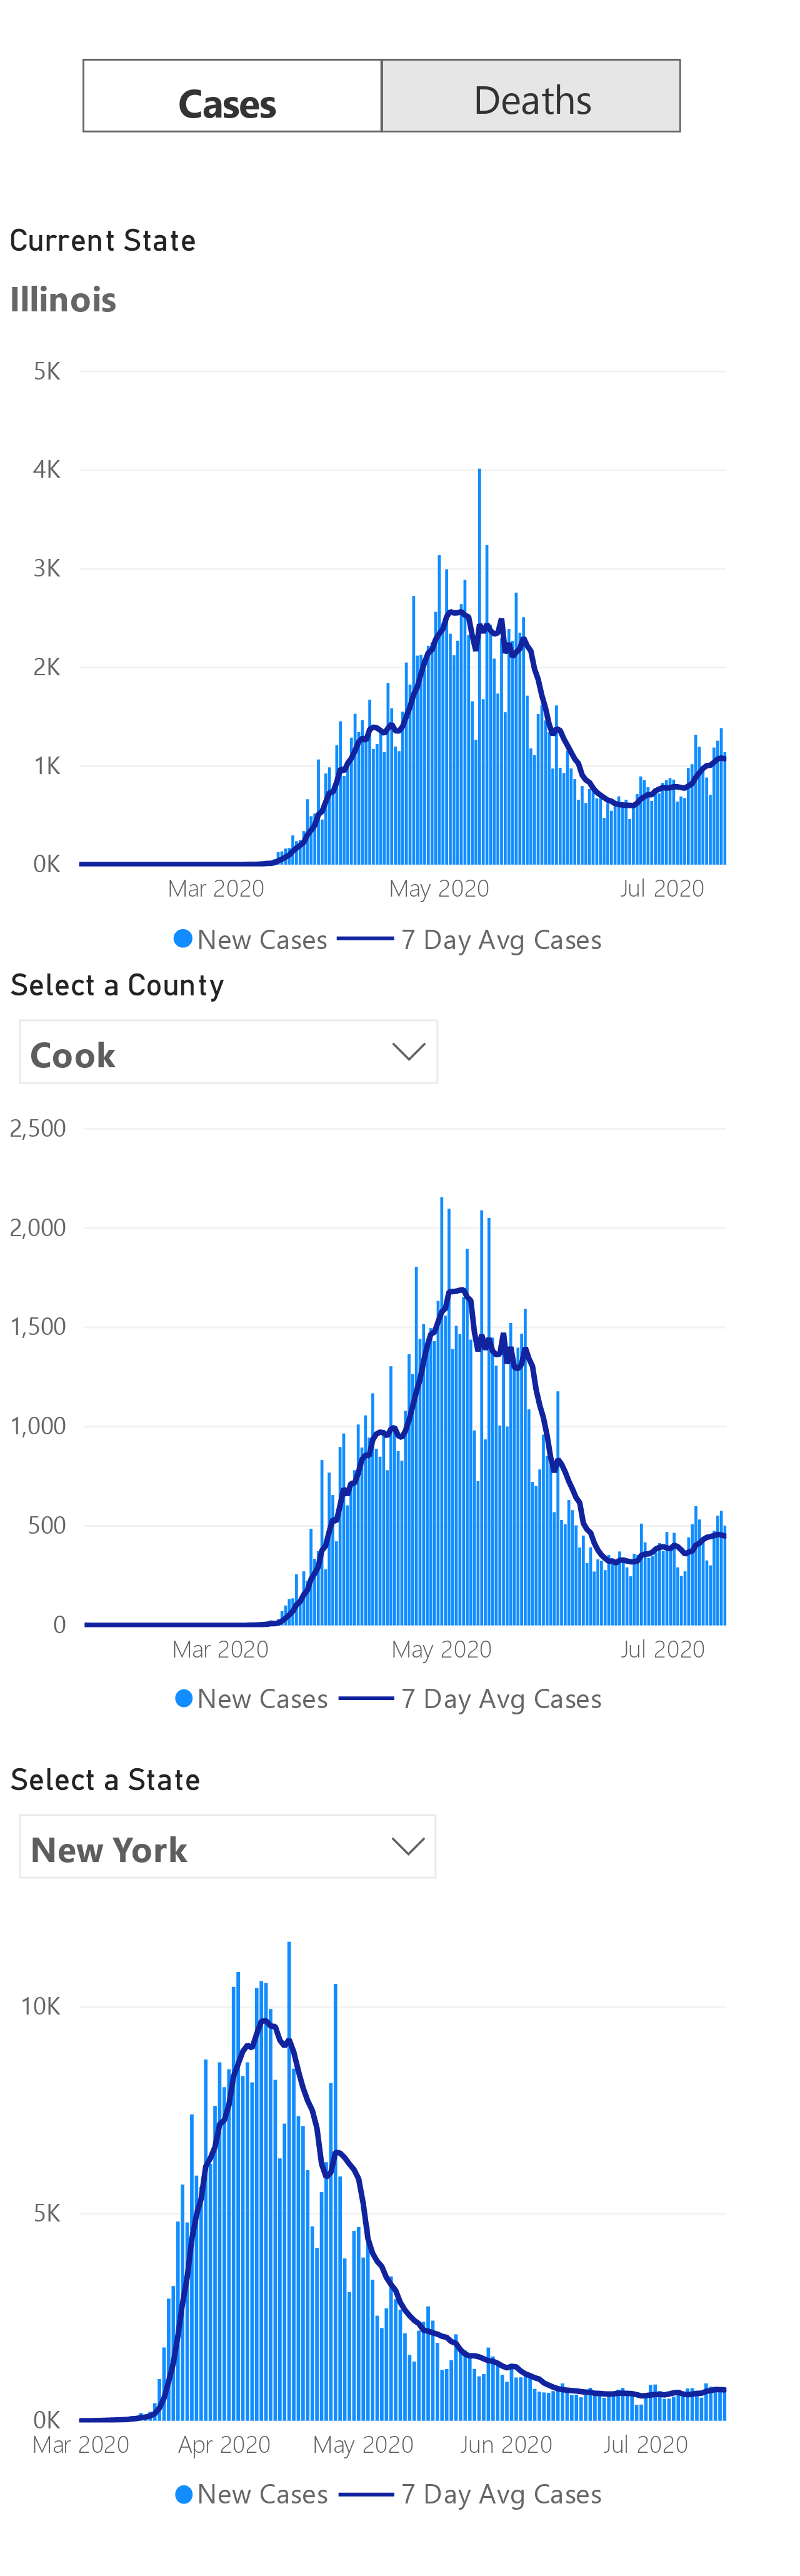 Cases Deaths
Current State
Illinois
5K
4K
3K
2K
1K
0K
Mar 2020 May 2020 Jul 2020
New Cases 7 Day Avg Cases
Select a County
Cook
2,500
2,000
1,500
1,000
500
0
Mar 2020 May 2020 Jul 2020
New Cases 7 Day Avg Cases
Select a State
New York
10K
5K
0K
Mar 2020 Apr 2020 May 2020 Jun 2020 Jul 2020
New Cases 7 Day Avg Cases